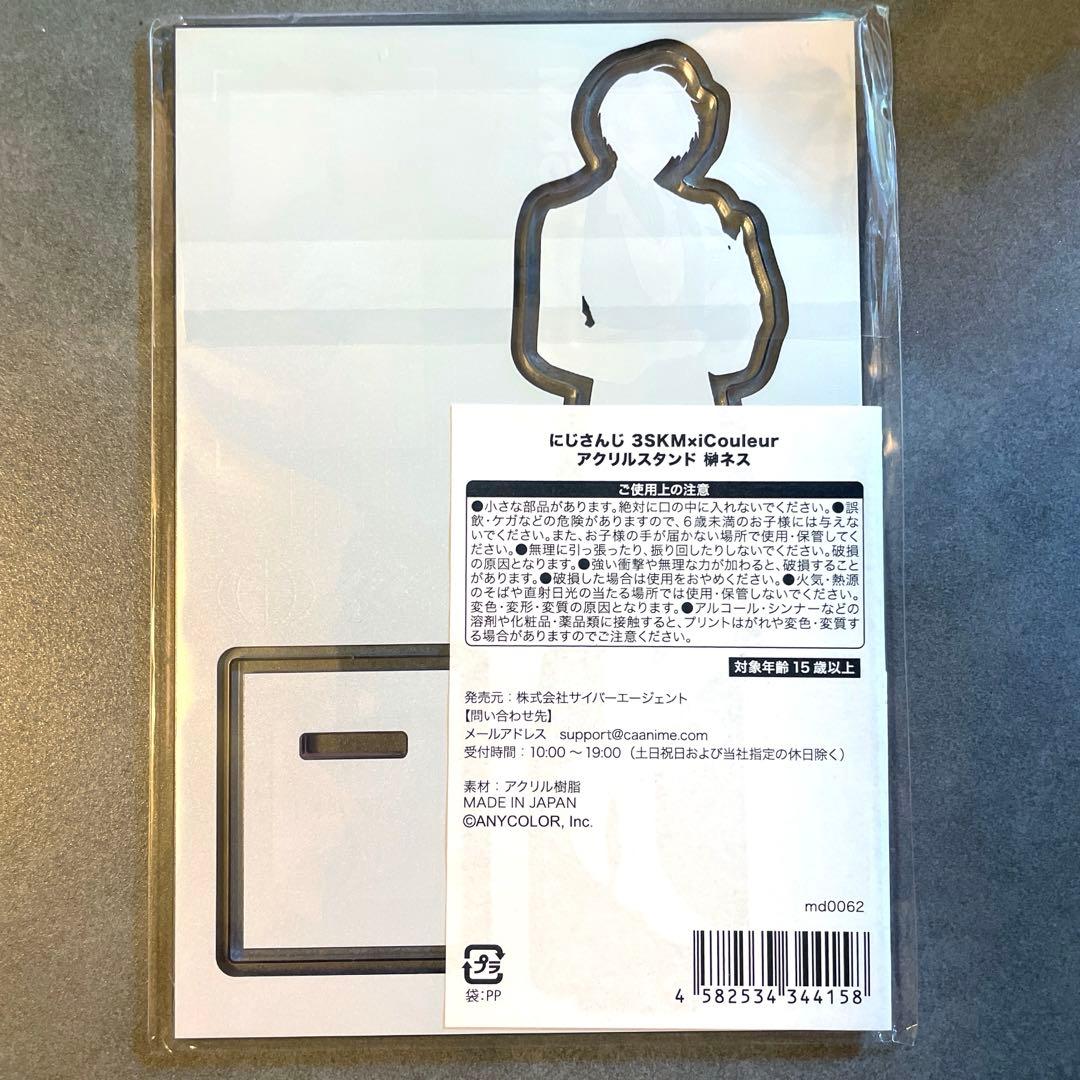 にじさんじ 3SKM×iCouleur
アクリルスタンド 榊ネス
ご使用上の注意
●小さな部品があります。絶対に口の中に入れないでください。●誤
飲・ケガなどの危険がありますので、6歳未満のお子様には与えな
いでください。また、お子様の手が届かない場所で使用・保管してく
ださい。●無理に引っ張ったり、振り回したりしないでください。破損
の原因となります。●強い衝撃や無理な力が加わると、破損すること
があります。●破損した場合は使用をおやめください。●火気・熱源
のそばや直射日光の当たる場所では使用・保管しないでください。
変色・変形・変質の原因となります。●アルコール・シンナーなどの
溶剤や化粧品・薬品類に接触すると、プリントはがれや変色・変質す
る場合がありますのでご注意ください。
対象年齢15歳以上
発売元：株式会社サイバーエージェント
【問い合わせ先】
メールアドレス support@caanime.com
受付時間：10:00～19:00（土日祝日および当社指定の休日除く）
素材：アクリル樹脂
MADE IN JAPAN
©ANYCOLOR, Inc.
md0062
プラ
袋:PP
4 582534 344158